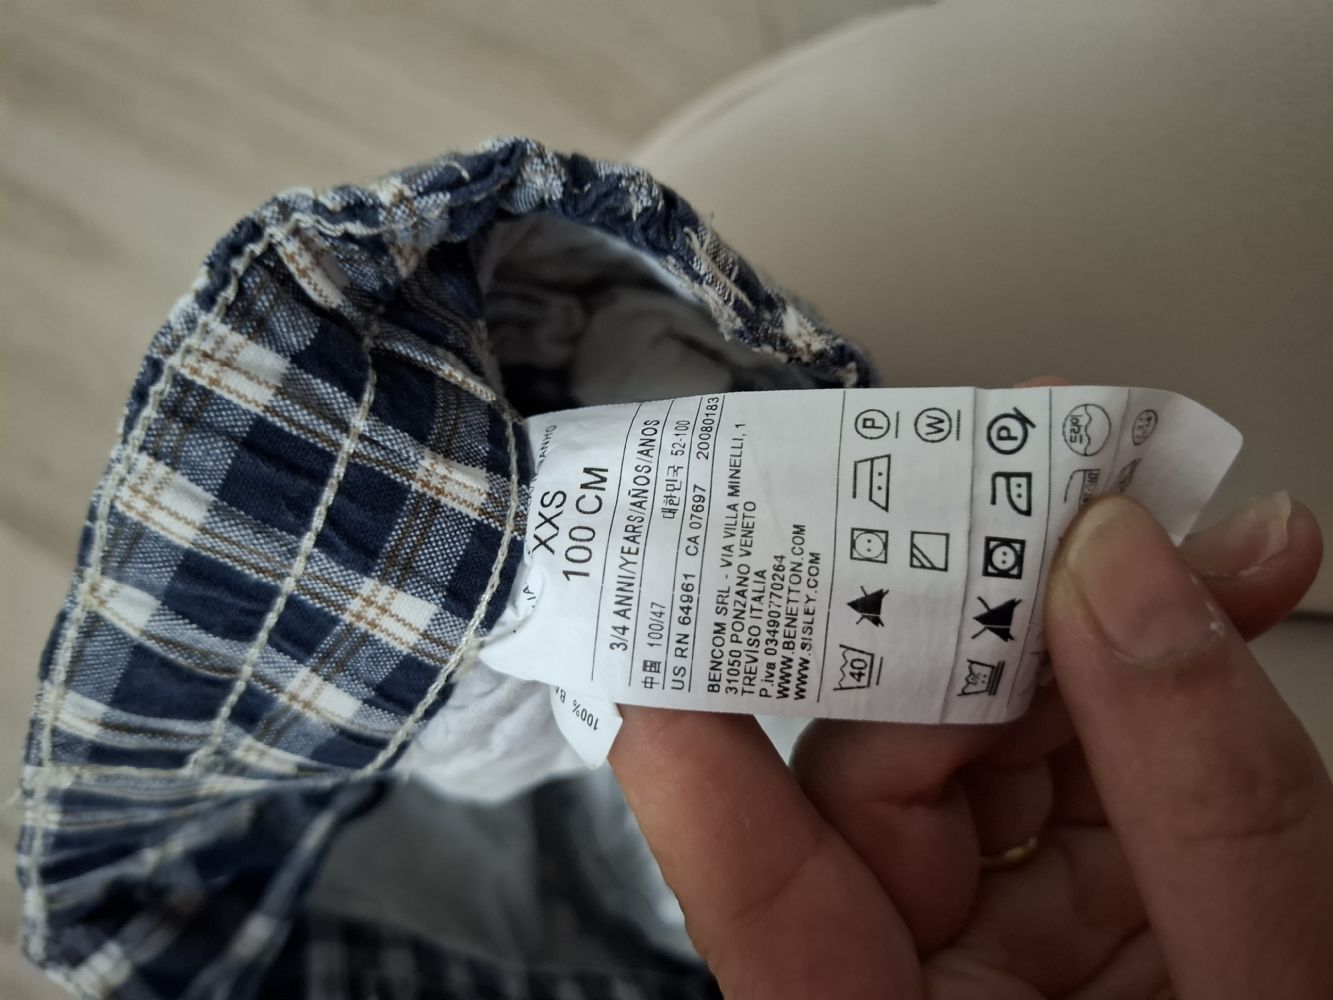 XXS
100 CM
3/4 ANNI/YEARS/AÑOS/ANOS
中国 100/47
대한민국 52-100
US RN 64961 CA 07697 20080183
BENCOM SRL - VIA VILLA MINELLI, 1
31050 PONZANO VENETO
TREVISO ITALIA
P.iva 03490770264
WWW.BENETTON.COM
WWW.SISLEY.COM
40
P
W
P
100%